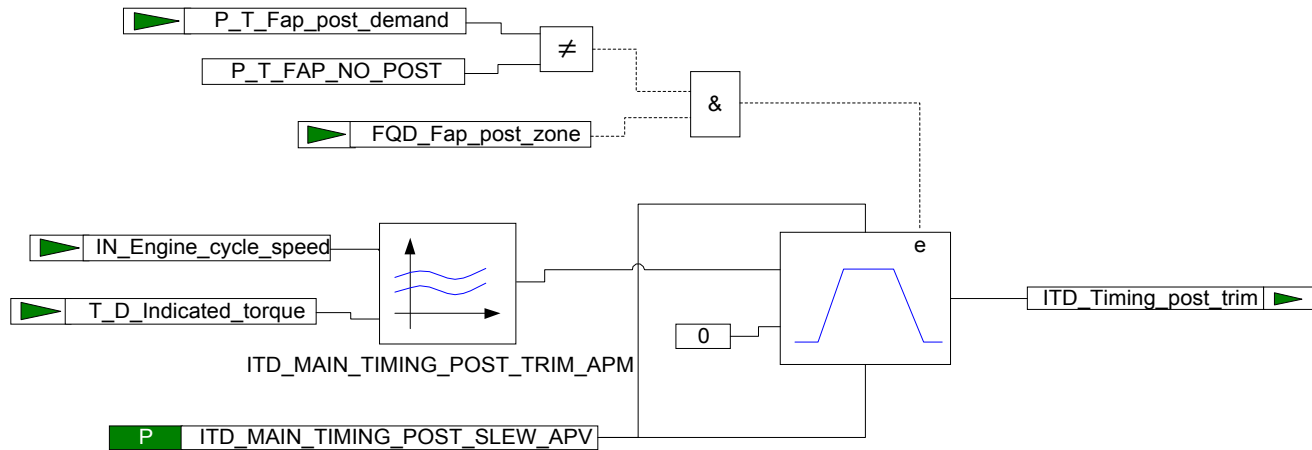 P_T_Fap_post_demand
≠
P_T_FAP_NO_POST
&
FQD_Fap_post_zone
e
IN_Engine_cycle_speed
T_D_Indicated_torque
ITD_Timing_post_trim
0
ITD_MAIN_TIMING_POST_TRIM_APM
P ITD_MAIN_TIMING_POST_SLEW_APV